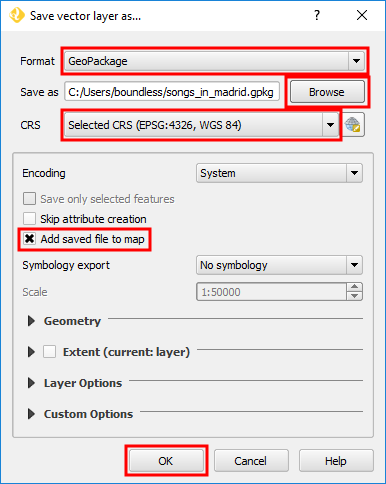 Save vector layer as...
Format GeoPackage
Save as C:/Users/boundless/songs_in_madrid.gpkg Browse
CRS Selected CRS (EPSG:4326, WGS 84)
Encoding System
Save only selected features
Skip attribute creation
Add saved file to map
Symbology export No symbology
Scale 1:50000
Geometry
Extent (current: layer)
Layer Options
Custom Options
OK Cancel Help